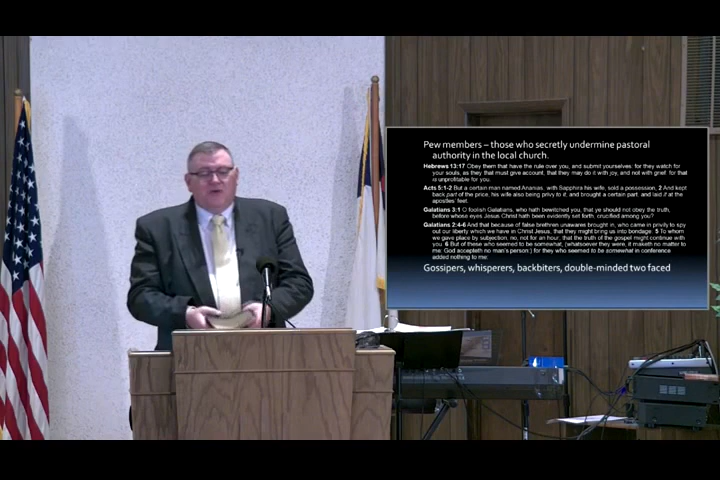 Pew members – those who secretly undermine pastoral
authority in the local church.
Hebrews 13:17 Obey them that have the rule over you, and submit yourselves: for they watch for
your souls, as they that must give account, that they may do it with joy, and not with grief: for that
is unprofitable for you.
Acts 5:1-2 But a certain man named Ananias, with Sapphira his wife, sold a possession, 2 And kept
back part of the price, his wife also being privy to it, and brought a certain part, and laid it at the
apostles' feet.
Galatians 3:1 O foolish Galatians, who hath bewitched you, that ye should not obey the truth,
before whose eyes Jesus Christ hath been evidently set forth, crucified among you?
Galatians 2:4-6 And that because of false brethren unawares brought in, who came in privily to spy
out our liberty which we have in Christ Jesus, that they might bring us into bondage: 5 To whom
we gave place by subjection, no, not for an hour; that the truth of the gospel might continue with
you. 6 But of these who seemed to be somewhat, (whatsoever they were, it maketh no matter to
me: God accepteth no man's person:) for they who seemed to be somewhat in conference
added nothing to me:
Gossipers, whisperers, backbiters, double-minded two faced